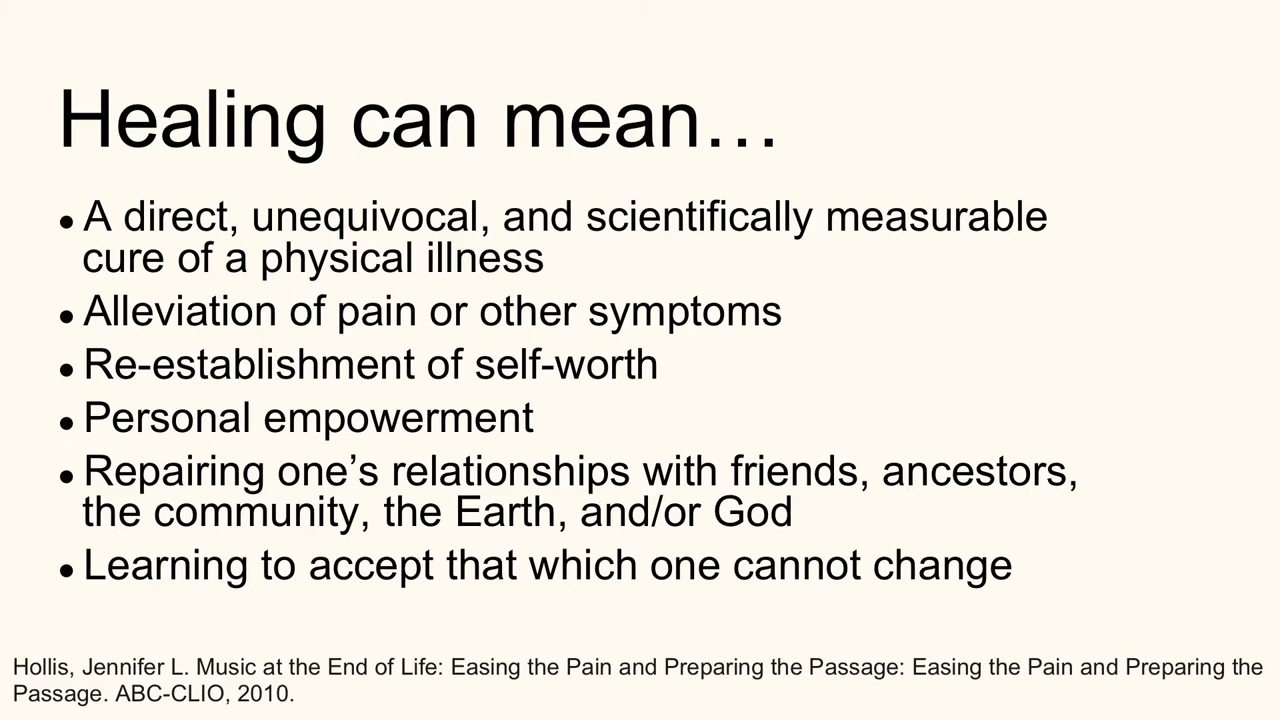 Healing can mean…
● A direct, unequivocal, and scientifically measurable
cure of a physical illness
● Alleviation of pain or other symptoms
● Re-establishment of self-worth
● Personal empowerment
● Repairing one’s relationships with friends, ancestors,
the community, the Earth, and/or God
● Learning to accept that which one cannot change
Hollis, Jennifer L. Music at the End of Life: Easing the Pain and Preparing the Passage: Easing the Pain and Preparing the
Passage. ABC-CLIO, 2010.